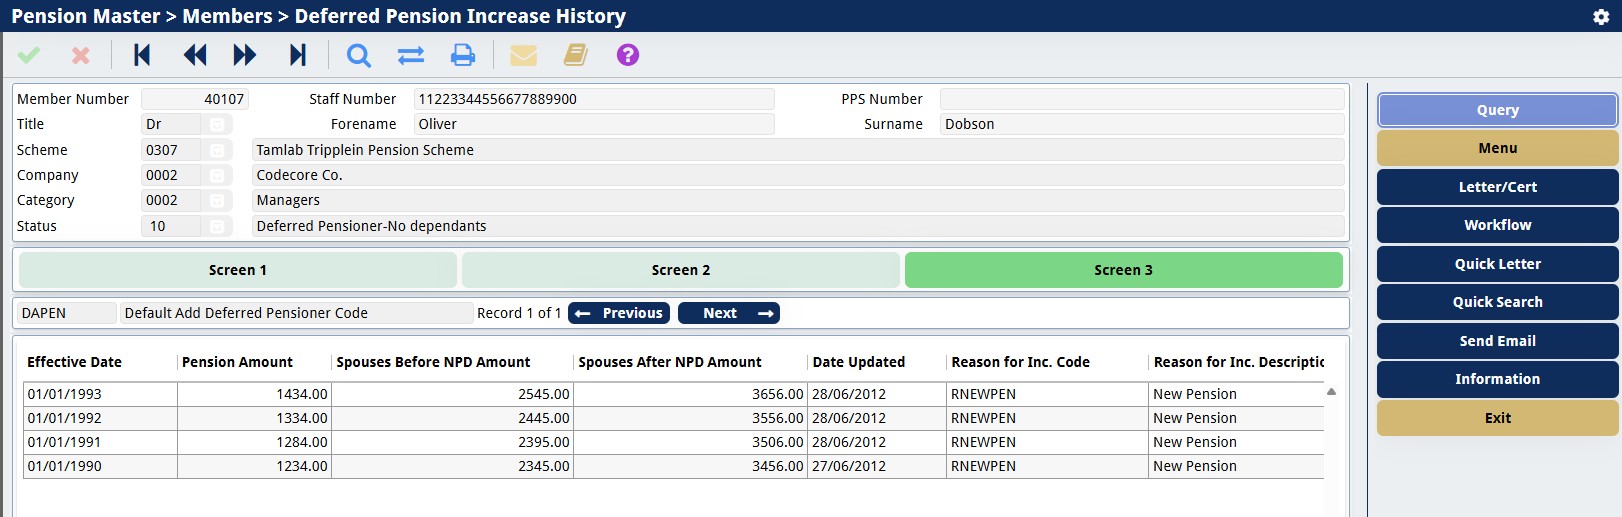 Pension Master > Members > Deferred Pension Increase History
Member Number 40107 Staff Number 11223344556677889900 PPS Number
Title Dr Forename Oliver Surname Dobson
Scheme 0307 Tamlab Tripplein Pension Scheme
Company 0002 Codecore Co.
Category 0002 Managers
Status 10 Deferred Pensioner-No dependants
Screen 1 Screen 2 Screen 3
DAPEN Default Add Deferred Pensioner Code Record 1 of 1 Previous Next
Effective Date Pension Amount Spouses Before NPD Amount Spouses After NPD Amount Date Updated Reason for Inc. Code Reason for Inc. Descriptio
01/01/1993 1434.00 2545.00 3656.00 28/06/2012 RNEWPEN New Pension
01/01/1992 1334.00 2445.00 3556.00 28/06/2012 RNEWPEN New Pension
01/01/1991 1284.00 2395.00 3506.00 28/06/2012 RNEWPEN New Pension
01/01/1990 1234.00 2345.00 3456.00 27/06/2012 RNEWPEN New Pension
Query
Menu
Letter/Cert
Workflow
Quick Letter
Quick Search
Send Email
Information
Exit